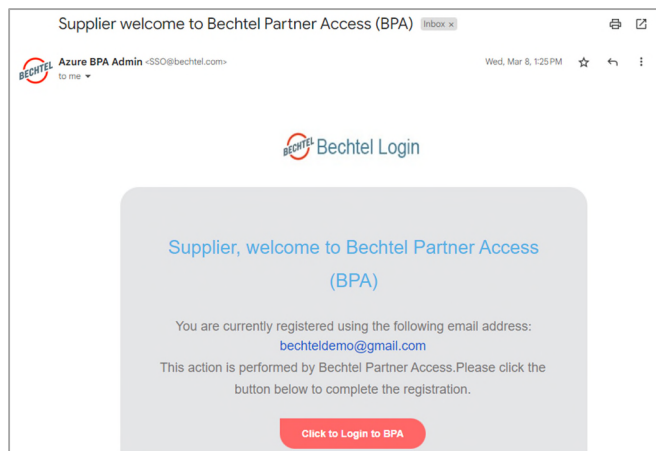 Supplier welcome to Bechtel Partner Access (BPA) Inbox ×
BECHTEL
Azure BPA Admin <SSO@bechtel.com>
Wed, Mar 8, 1:25 PM
to me
BECHTEL Bechtel Login
Supplier, welcome to Bechtel Partner Access
(BPA)
You are currently registered using the following email address:
bechteldemo@gmail.com
This action is performed by Bechtel Partner Access.Please click the
button below to complete the registration.
Click to Login to BPA